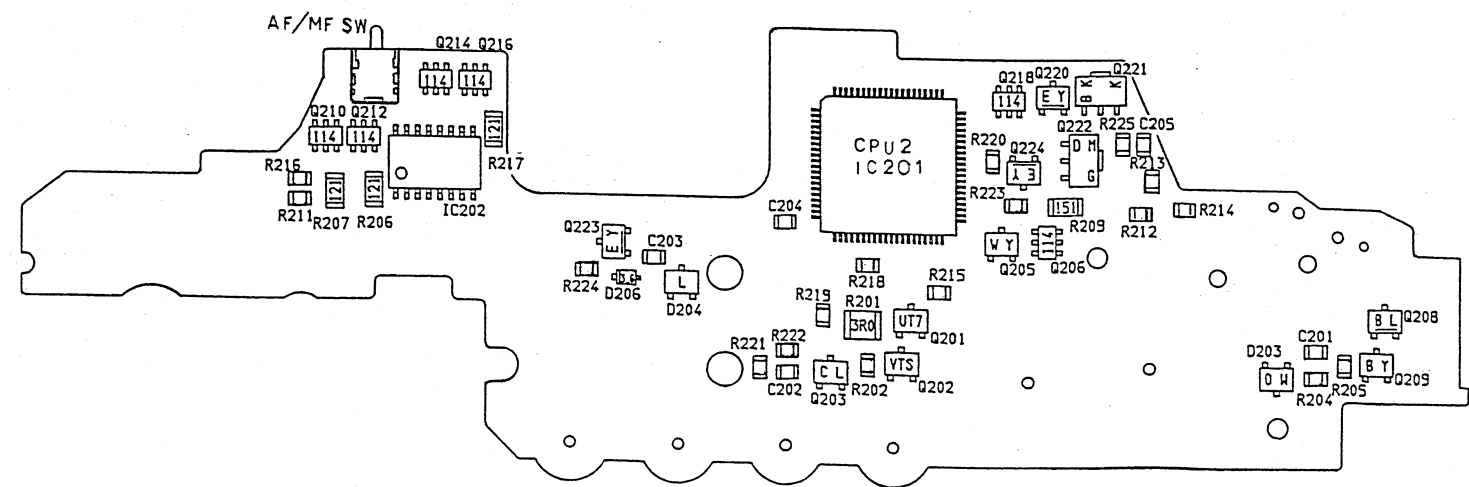 AF/MF SW
Q214 Q216
114 114
Q210 Q212
114 114
121
R217
R216
R211
121 121
R207 R206
IC202
CPU2
IC201
Q218 Q220 Q221
114 EY B K K
Q222
D M G
R225 C205
R220 Q224
EY
R213
R223
151
R209
R212
R214
C204
Q223
EY
C203
WY
Q205
114
Q206
R224
D206
L
D204
R218
R215
R219 R201
3R0
UT7
Q201
R221 R222
C202
CL
Q203
R202
VTS
Q202
BL
Q208
D203
OW
C201
R204
R205
BY
Q209